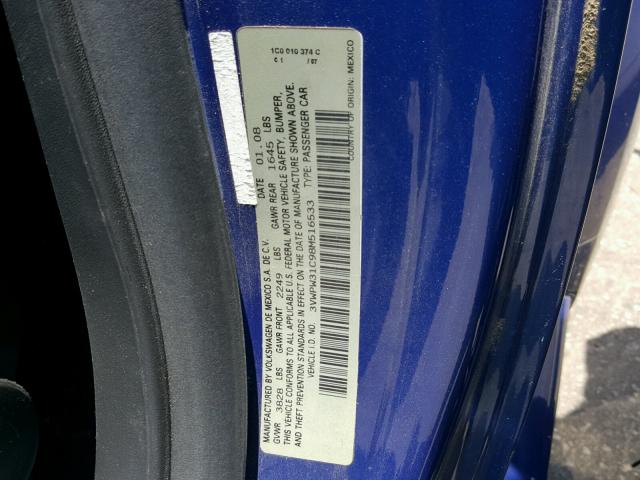 MANUFACTURED BY VOLKSWAGEN DE MEXICO S.A. DE C.V. DATE 01.08
GVWR 3828 LBS GAWR FRONT 2249 LBS GAWR REAR 1645 LBS
THIS VEHICLE CONFORMS TO ALL APPLICABLE U.S. FEDERAL MOTOR VEHICLE SAFETY, BUMPER,
AND THEFT PREVENTION STANDARDS IN EFFECT ON THE DATE OF MANUFACTURE SHOWN ABOVE.
VEHICLE I.D. NO. 3VWPW31C98M516533 TYPE: PASSENGER CAR
COUNTRY OF ORIGIN: MEXICO
1C0 010 374 C
C 1 / 07